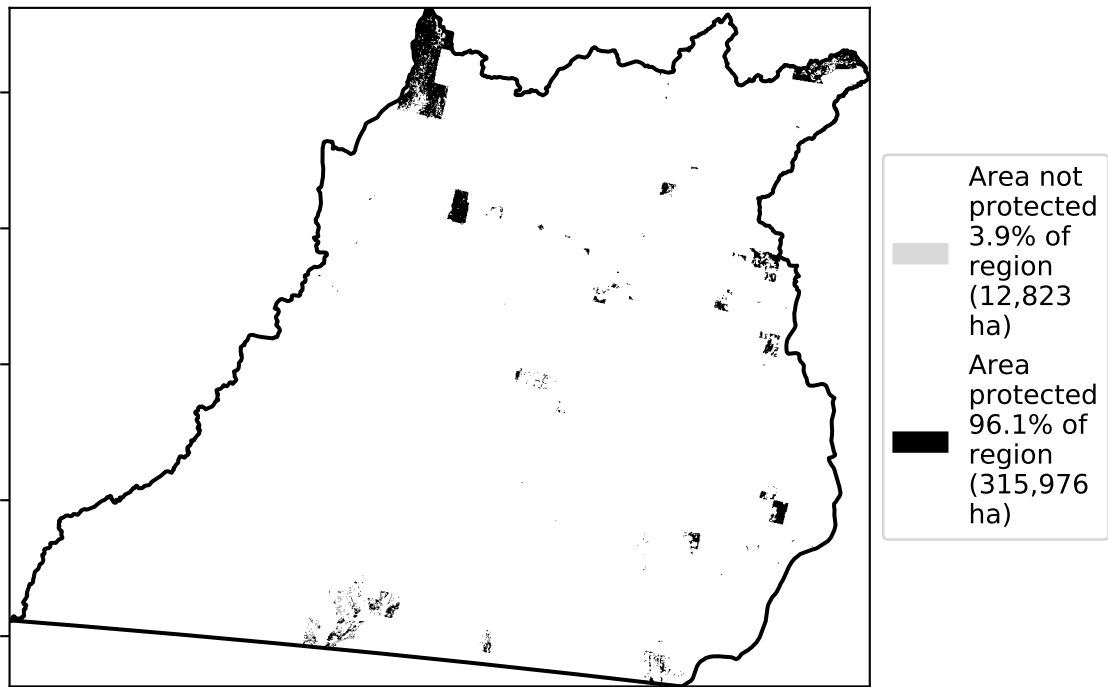 Area not
protected
3.9% of
region
(12,823
ha)
Area
protected
96.1% of
region
(315,976
ha)